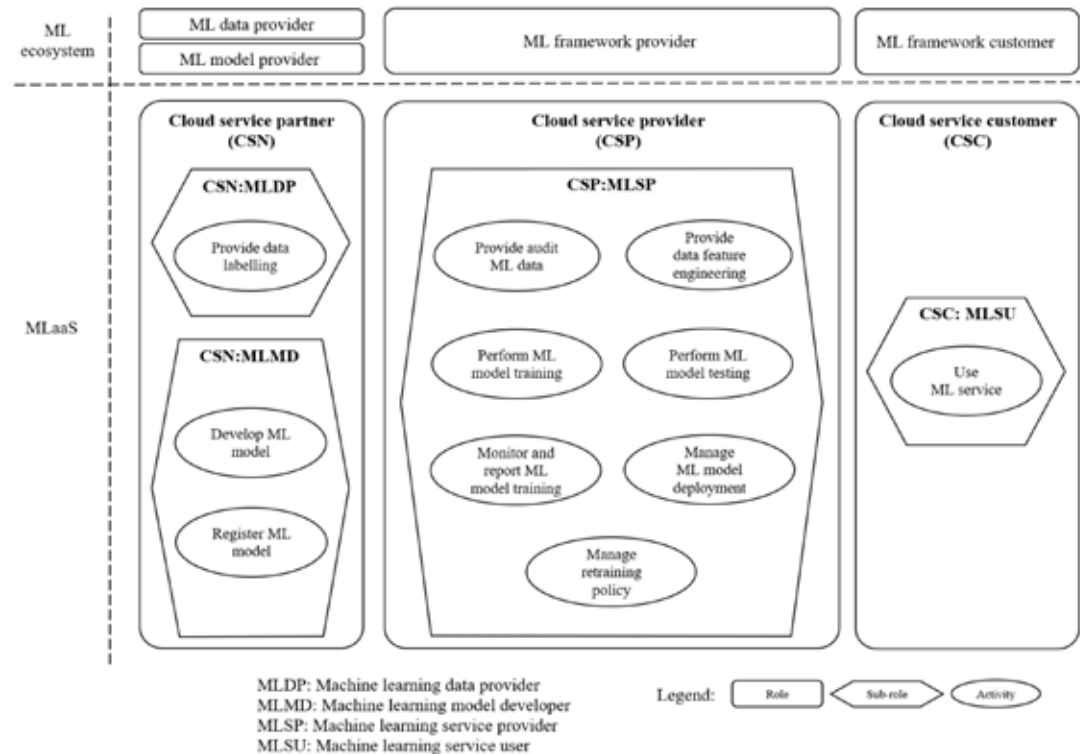 ML
ecosystem
ML data provider
ML model provider
ML framework provider
ML framework customer
MLaaS
Cloud service partner
(CSN)
CSN:MLDP
Provide data
labelling
CSN:MLMD
Develop ML
model
Register ML
model
Cloud service provider
(CSP)
CSP:MLSP
Provide audit
ML data
Provide
data feature
engineering
Perform ML
model training
Perform ML
model testing
Monitor and
report ML
model training
Manage
ML model
deployment
Manage
retraining
policy
Cloud service customer
(CSC)
CSC: MLSU
Use
ML service
MLDP: Machine learning data provider
MLMD: Machine learning model developer
MLSP: Machine learning service provider
MLSU: Machine learning service user
Legend:
Role
Sub-role
Activity